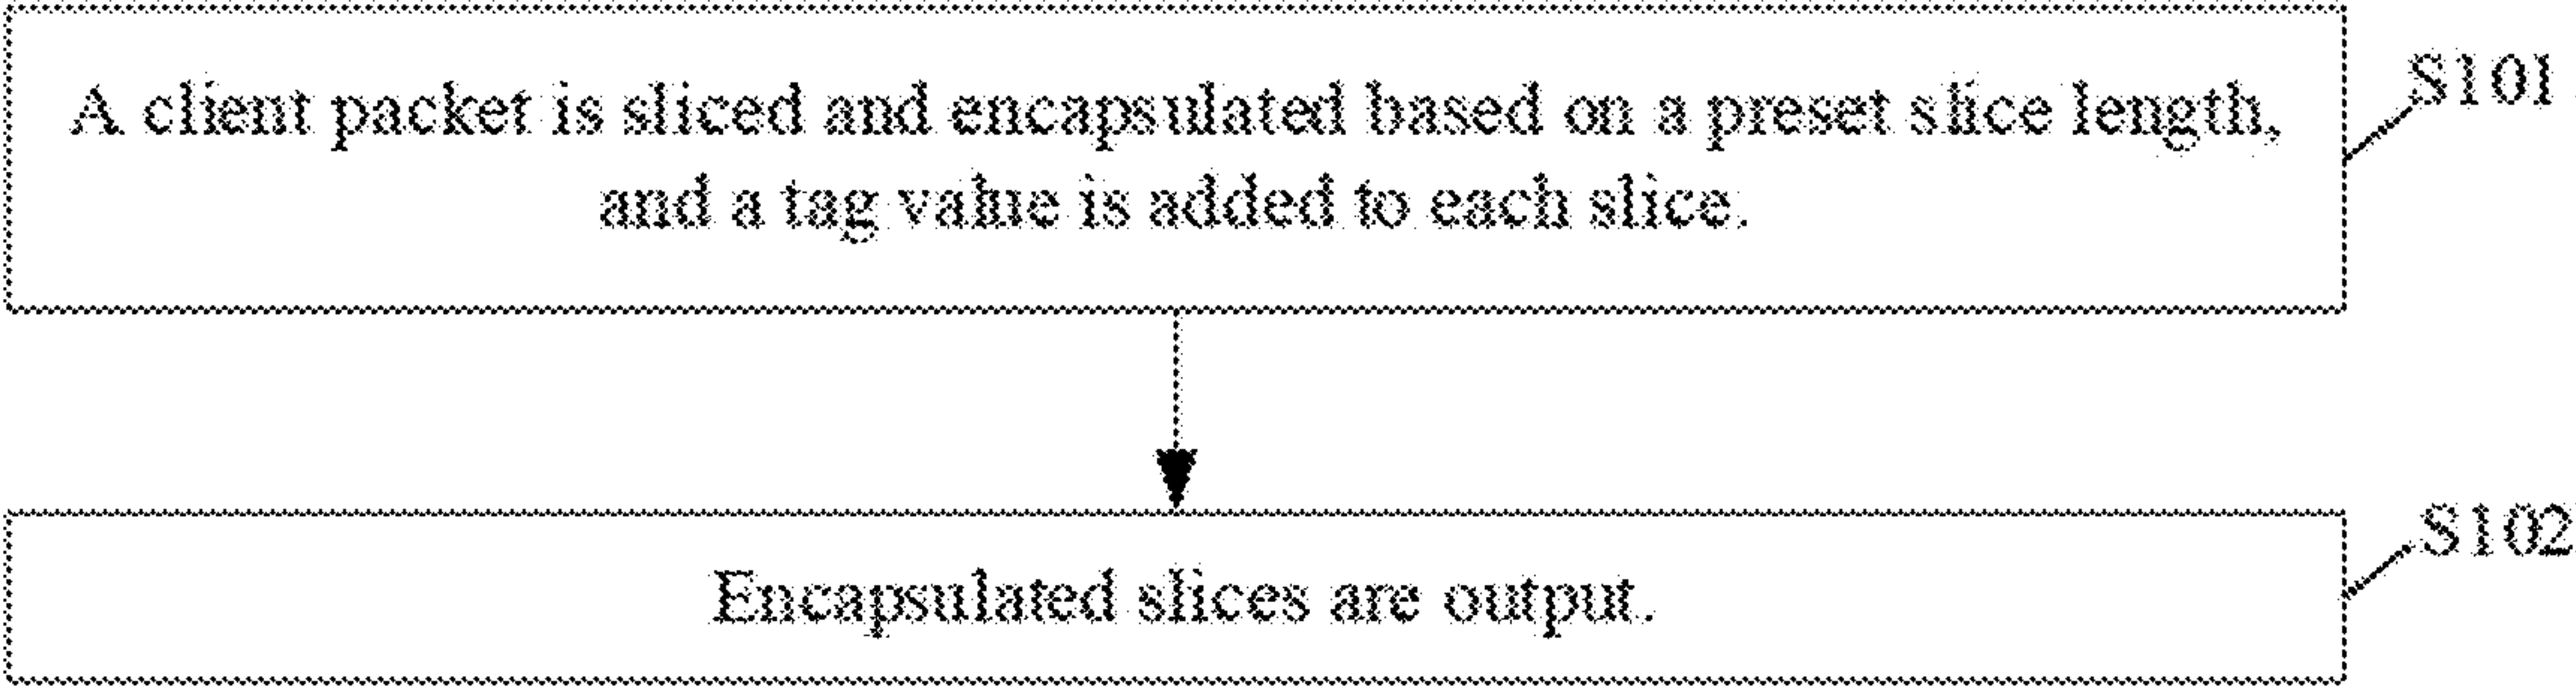 A client packet is sliced and encapsulated based on a preset slice length,
and a tag value is added to each slice.
S101
Encapsulated slices are output.
S102